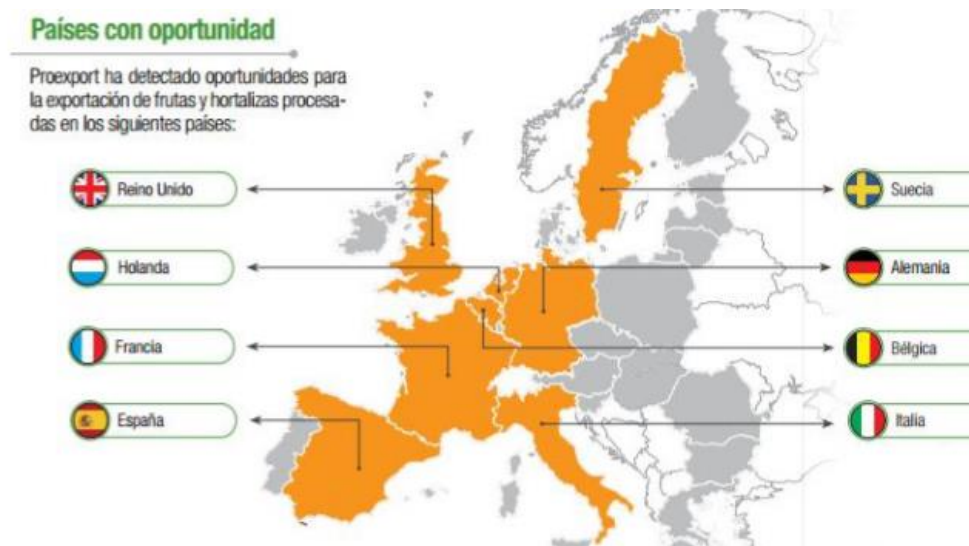 Países con oportunidad
Proexport ha detectado oportunidades para
la exportación de frutas y hortalizas procesa-
das en los siguientes países:
Reino Unido
Holanda
Francia
España
Suecia
Alemania
Bélgica
Italia